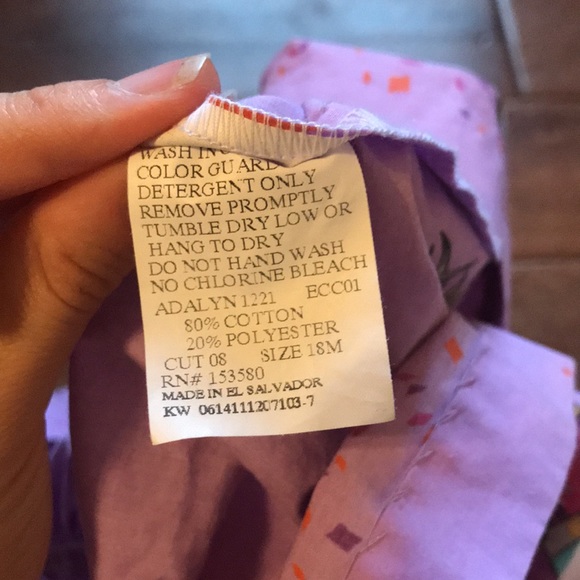 WASH IN
COLOR GUARD
DETERGENT ONLY
REMOVE PROMPTLY
TUMBLE DRY LOW OR
HANG TO DRY
DO NOT HAND WASH
NO CHLORINE BLEACH
ADALYN 1221 ECC01
80% COTTON
20% POLYESTER
CUT 08 SIZE 18M
RN# 153580
MADE IN EL SALVADOR
KW 0614111207103-7